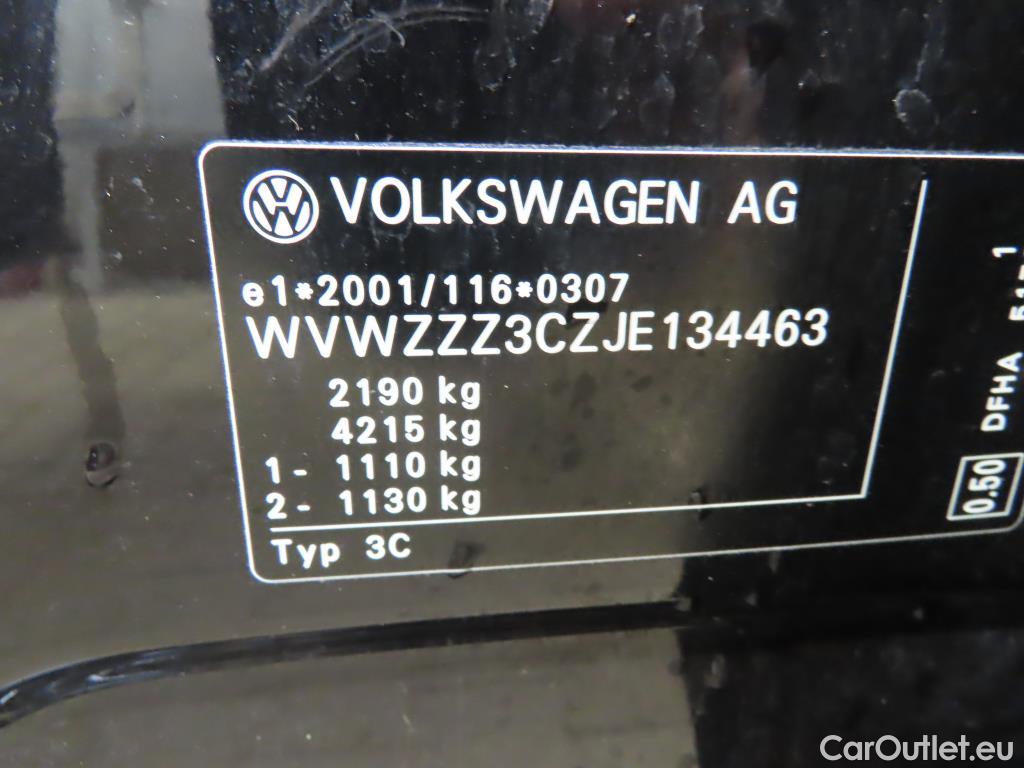 VOLKSWAGEN AG
e1*2001/116*0307
WVWZZZ3CZJE134463
2190 kg
4215 kg
1- 1110 kg
2- 1130 kg
Typ 3C
DFHA
1
0.50
CarOutlet.eu